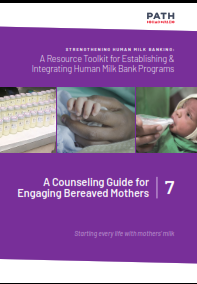 PATH
STRENGTHENING HUMAN MILK BANKING:
A Resource Toolkit for Establishing &
Integrating Human Milk Bank Programs
A Counseling Guide for
Engaging Bereaved Mothers
7
Starting every life with mothers' milk